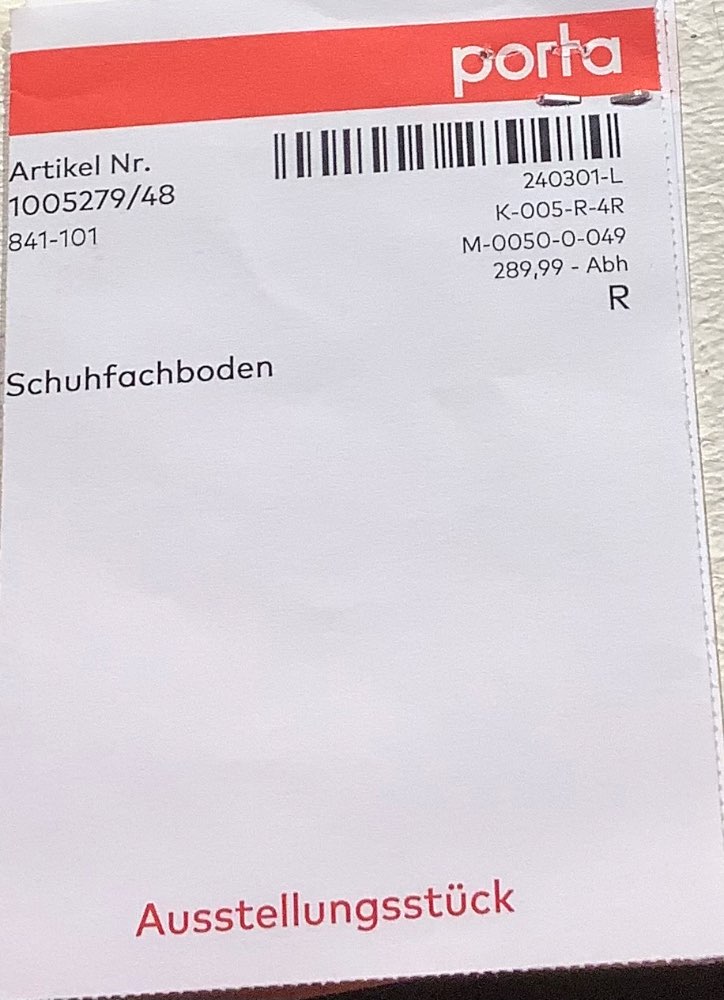 porta
Artikel Nr.
1005279/48
841-101
240301-L
K-005-R-4R
M-0050-0-049
289,99 - Abh
R
Schuhfachboden
Ausstellungsstück